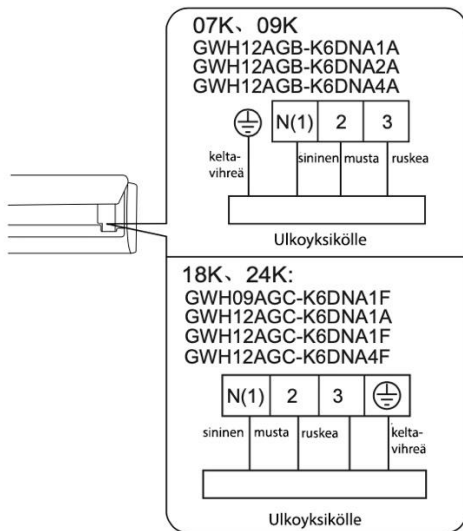 07K、09K
GWH12AGB-K6DNA1A
GWH12AGB-K6DNA2A
GWH12AGB-K6DNA4A
N(1) 2 3
kelta-
vihreä
sininen musta ruskea
Ulkoyksikölle
18K、24K:
GWH09AGC-K6DNA1F
GWH12AGC-K6DNA1A
GWH12AGC-K6DNA1F
GWH12AGC-K6DNA4F
N(1) 2 3
sininen musta ruskea kelta-
vihreä
Ulkoyksikölle